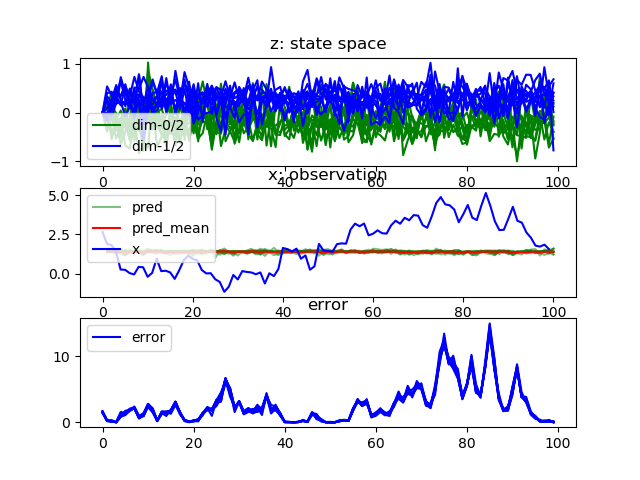 z: state space
1
0
−1
dim-0/2
dim-1/2
0 20 40 60 80 100
x: observation
5.0
2.5
0.0
pred
pred_mean
x
0 20 40 60 80 100
error
10
0
error
0 20 40 60 80 100